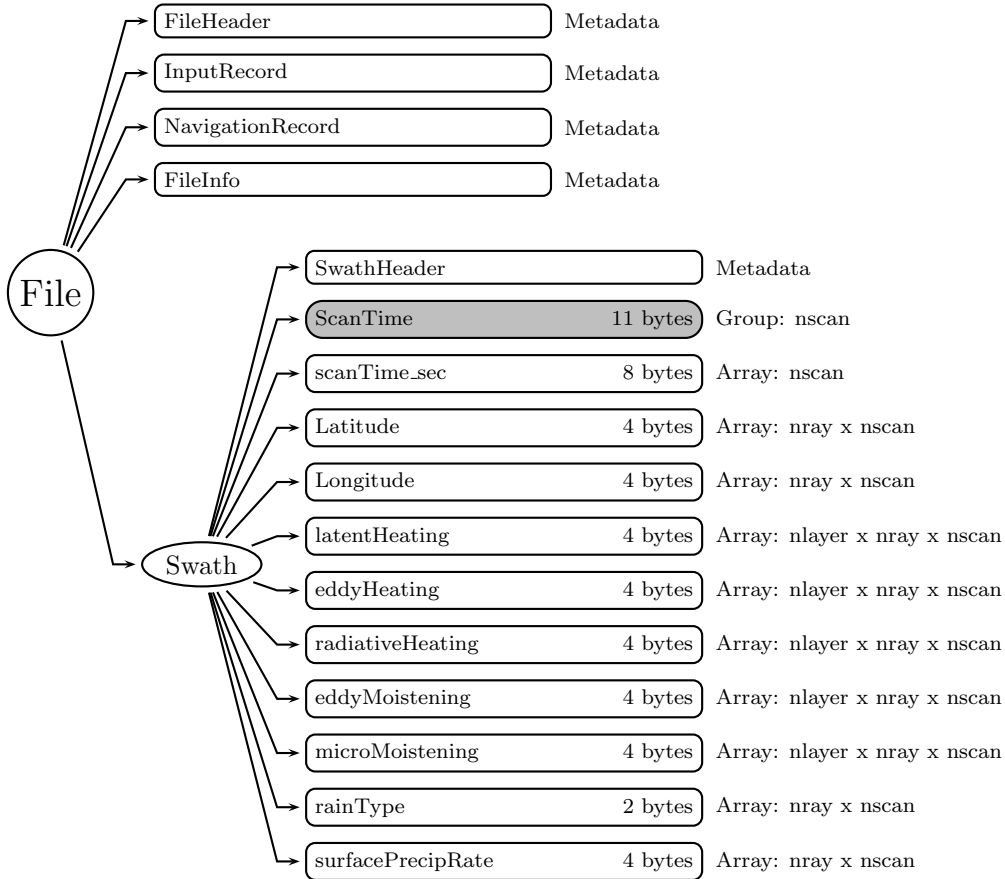 FileHeader Metadata
InputRecord Metadata
NavigationRecord Metadata
FileInfo Metadata
File
SwathHeader Metadata
ScanTime 11 bytes Group: nscan
scanTime_sec 8 bytes Array: nscan
Latitude 4 bytes Array: nray x nscan
Longitude 4 bytes Array: nray x nscan
latentHeating 4 bytes Array: nlayer x nray x nscan
Swath
eddyHeating 4 bytes Array: nlayer x nray x nscan
radiativeHeating 4 bytes Array: nlayer x nray x nscan
eddyMoistening 4 bytes Array: nlayer x nray x nscan
microMoistening 4 bytes Array: nlayer x nray x nscan
rainType 2 bytes Array: nray x nscan
surfacePrecipRate 4 bytes Array: nray x nscan